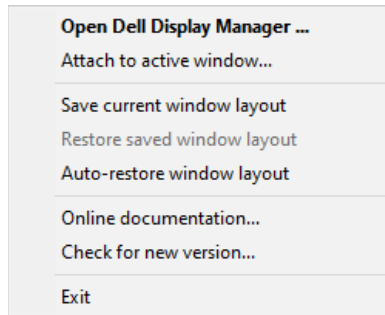 Open Dell Display Manager ...
Attach to active window...
Save current window layout
Restore saved window layout
Auto-restore window layout
Online documentation...
Check for new version...
Exit